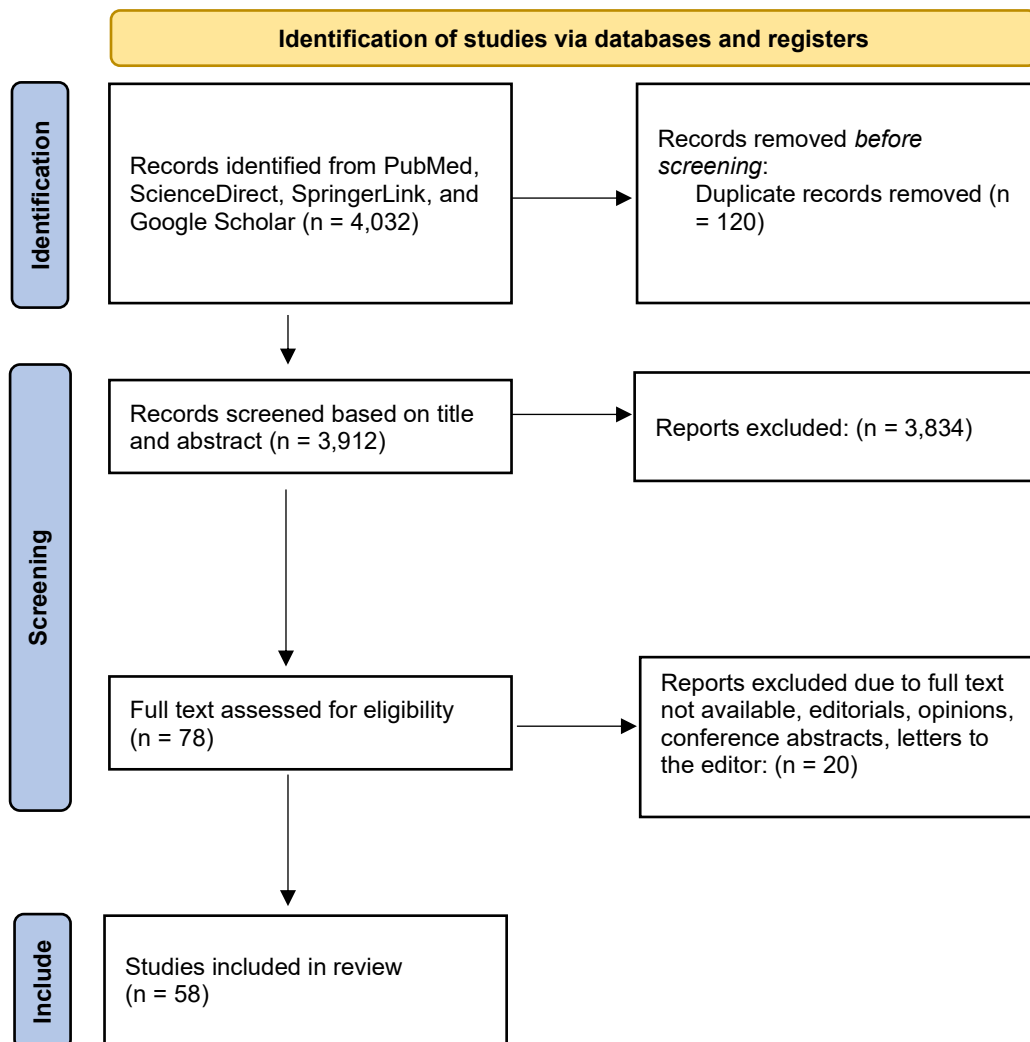 Identification of studies via databases and registers
Identification
Records identified from PubMed,
ScienceDirect, SpringerLink, and
Google Scholar (n = 4,032)
Records removed before
screening:
Duplicate records removed (n
= 120)
Screening
Records screened based on title
and abstract (n = 3,912)
Reports excluded: (n = 3,834)
Full text assessed for eligibility
(n = 78)
Reports excluded due to full text
not available, editorials, opinions,
conference abstracts, letters to
the editor: (n = 20)
Include
Studies included in review
(n = 58)